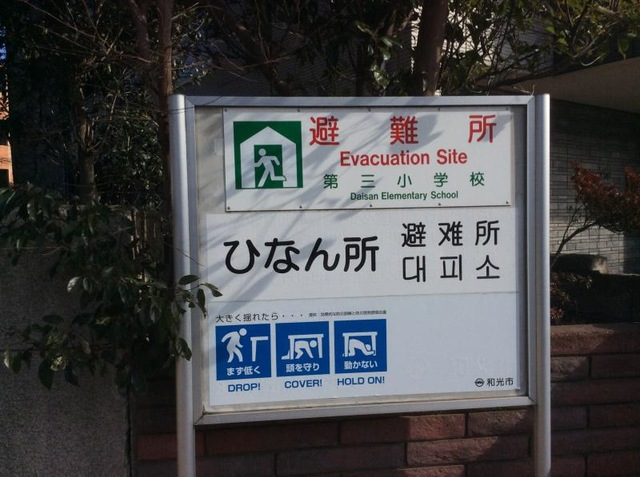 避難所
Evacuation Site
第三小学校
Daisan Elementary School
ひなん所
避难所
대피소
大きく揺れたら・・・
まず低く
頭を守り
動かない
DROP!
COVER!
HOLD ON!
和光市